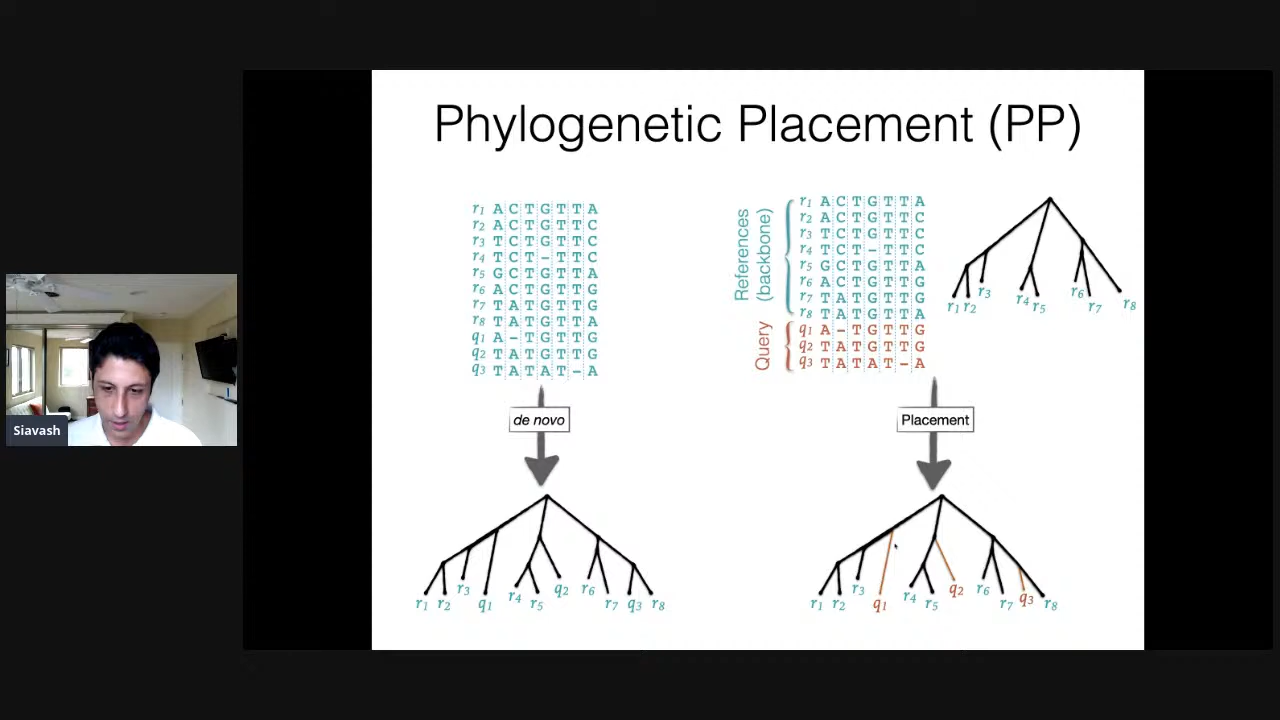 Phylogenetic Placement (PP)
r1 A C T G T T A
r2 A C T G T T C
r3 T C T G T T C
r4 T C T - T T C
r5 G C T G T T A
r6 A C T G T T G
r7 T A T G T T G
r8 T A T G T T A
q1 A - T G T T G
q2 T A T G T T G
q3 T A T A T - A
de novo
r1 r2 r3 q1 r4 r5 q2 r6 r7 q3 r8
References
(backbone)
r1 A C T G T T A
r2 A C T G T T C
r3 T C T G T T C
r4 T C T - T T C
r5 G C T G T T A
r6 A C T G T T G
r7 T A T G T T G
r8 T A T G T T A
Query
q1 A - T G T T G
q2 T A T G T T G
q3 T A T A T - A
r1 r2 r3 r4 r5 r6 r7 r8
Placement
r1 r2 r3 q1 r4 r5 q2 r6 r7 q3 r8
Siavash